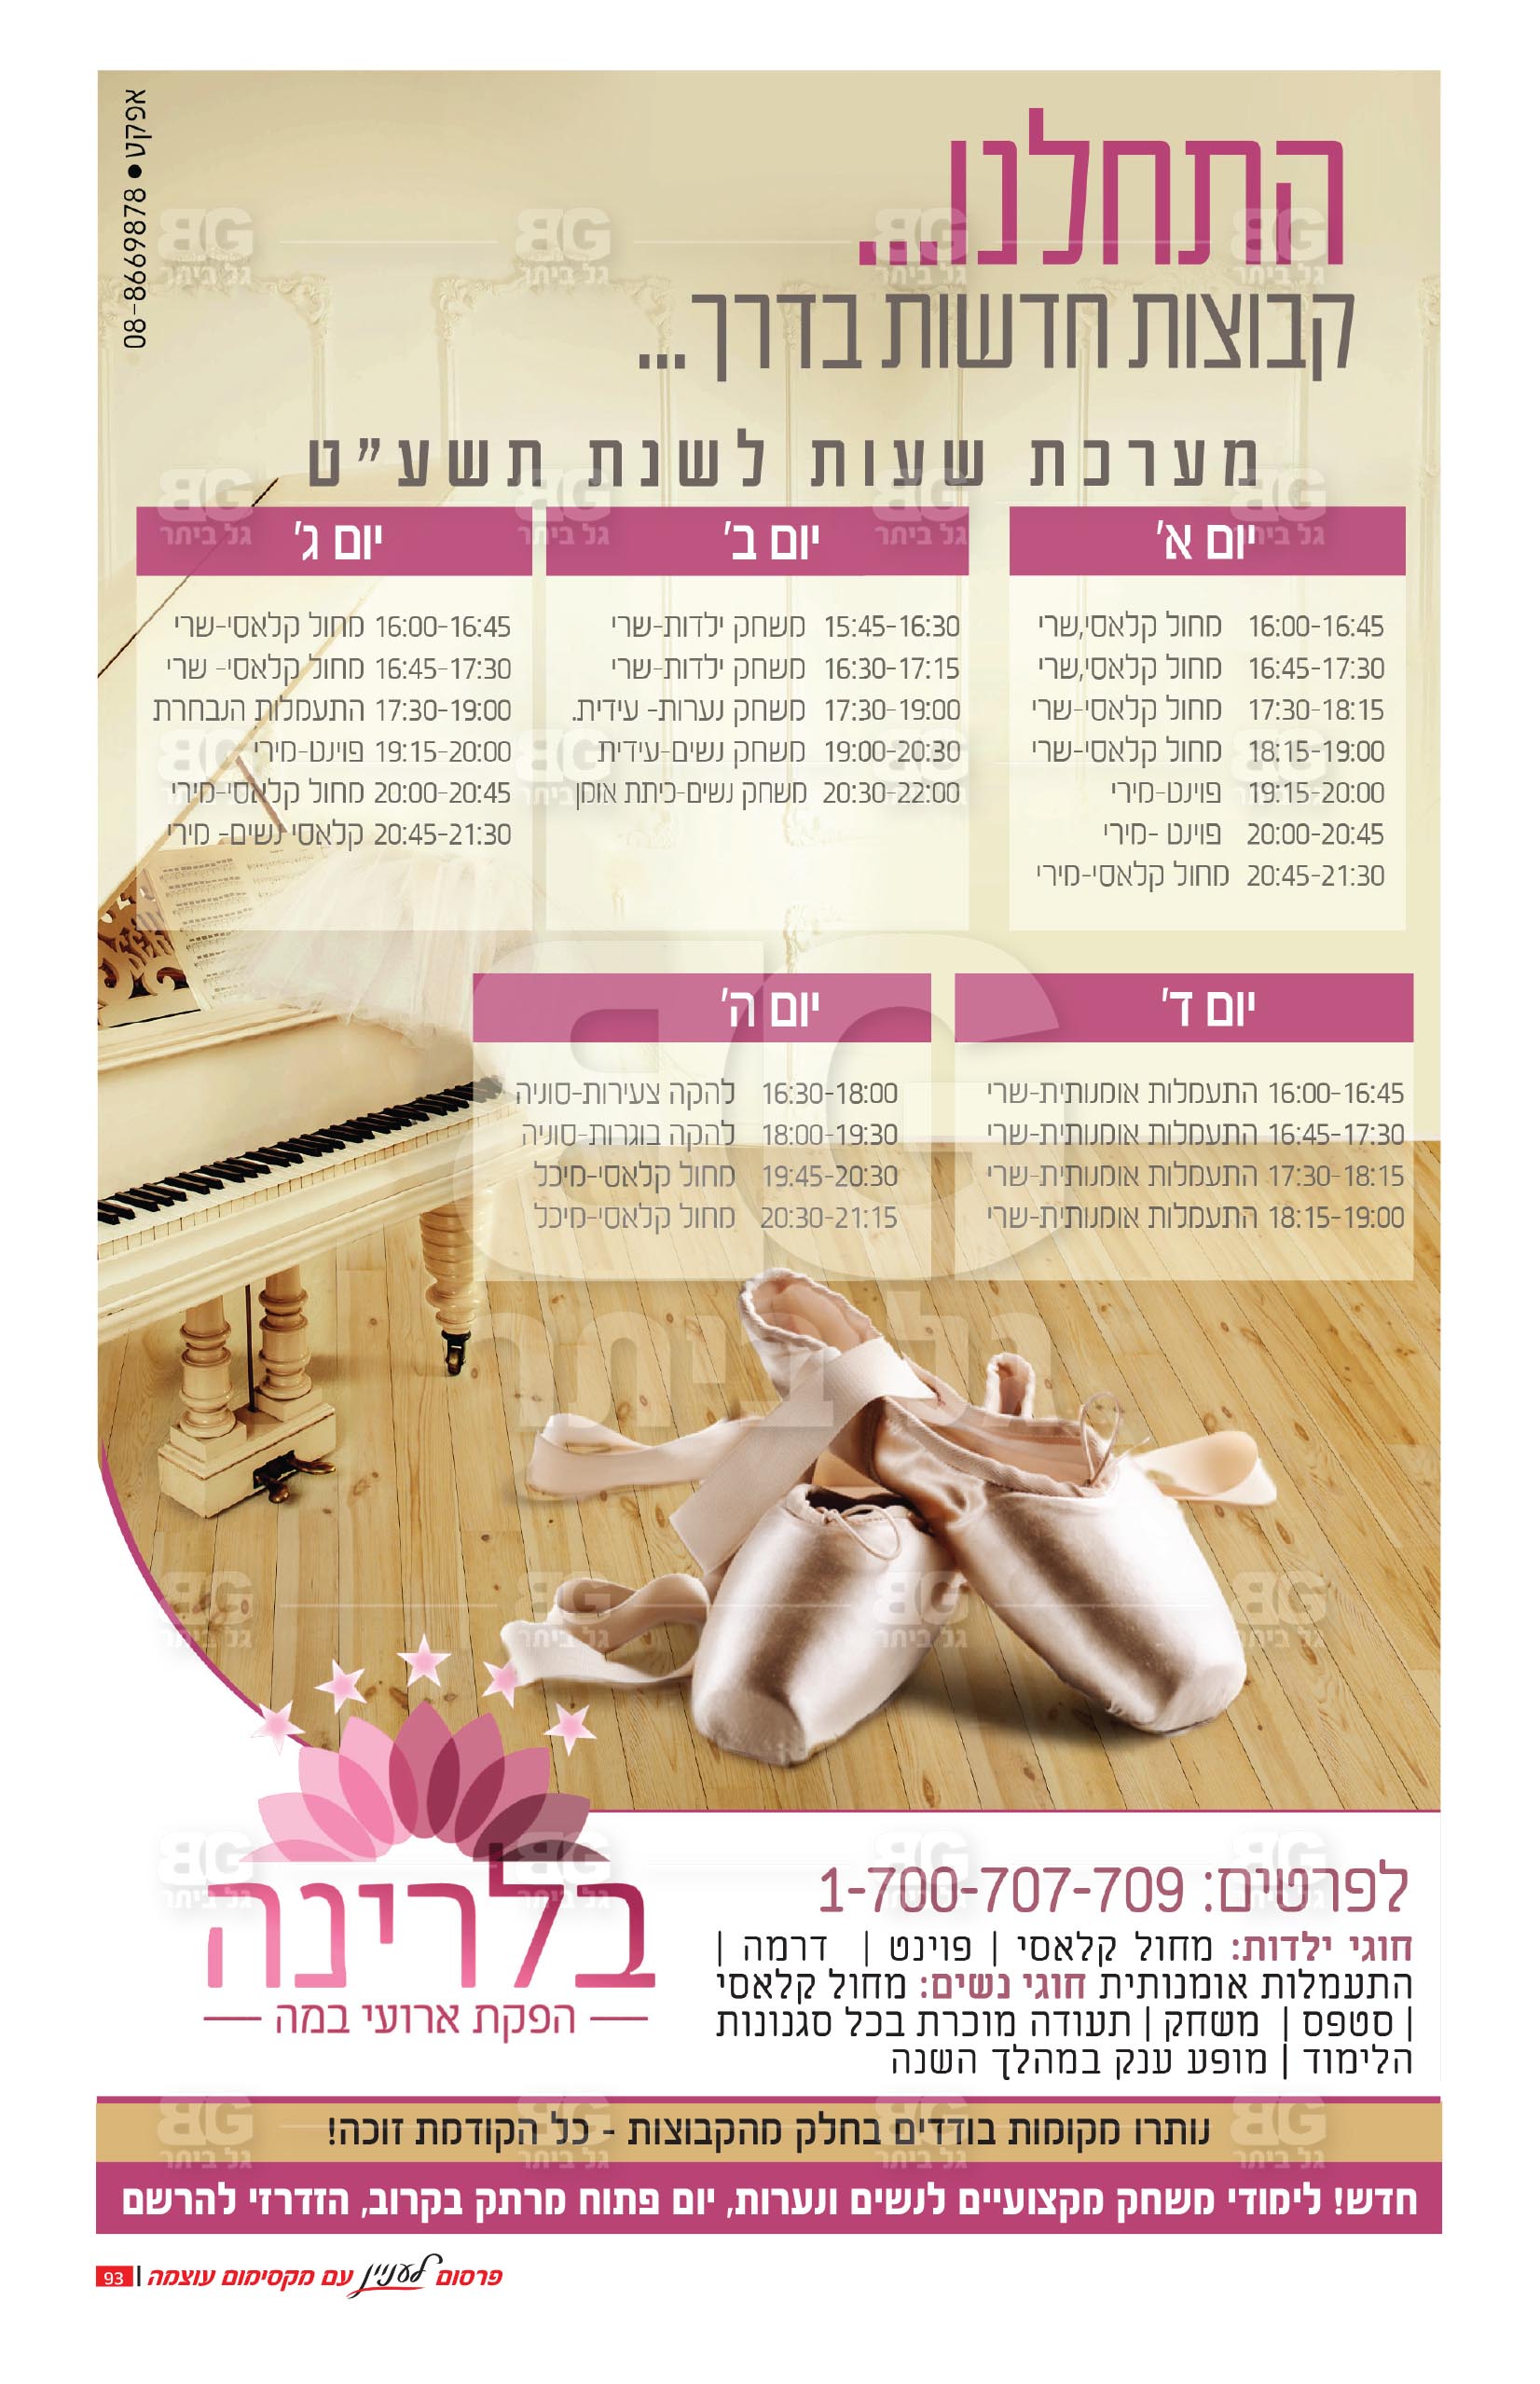 אפקט • 08-8669878
התחלנו...
קבוצות חדשות בדרך...
מערכת שעות לשנת תשע"ט
יום א'
16:00-16:45 מחול קלאסי,שרי
16:45-17:30 מחול קלאסי,שרי
17:30-18:15 מחול קלאסי-שרי
18:15-19:00 מחול קלאסי-שרי
19:15-20:00 פוינט-מירי
20:00-20:45 פוינט -מירי
20:45-21:30 מחול קלאסי-מירי
יום ב'
15:45-16:30 משחק ילדות-שרי
16:30-17:15 משחק ילדות-שרי
17:30-19:00 משחק נערות- עידית.
19:00-20:30 משחק נשים-עידית
20:30-22:00 משחק נשים-כיתת אומן
יום ג'
16:00-16:45 מחול קלאסי-שרי
16:45-17:30 מחול קלאסי- שרי
17:30-19:00 התעמלות הנבחרת
19:15-20:00 פוינט-מירי
20:00-20:45 מחול קלאסי-מירי
20:45-21:30 קלאסי נשים- מירי
יום ד'
16:00-16:45 התעמלות אומנותית-שרי
16:45-17:30 התעמלות אומנותית-שרי
17:30-18:15 התעמלות אומנותית-שרי
18:15-19:00 התעמלות אומנותית-שרי
יום ה'
16:30-18:00 להקה צעירות-סוניה
18:00-19:30 להקה בוגרות-סוניה
19:45-20:30 מחול קלאסי-מיכל
20:30-21:15 מחול קלאסי-מיכל
BG
גל ביתר
לפרטים: 1-700-707-709
חוגי ילדות: מחול קלאסי | פוינט | דרמה |
התעמלות אומנותית חוגי נשים: מחול קלאסי
| סטפס | משחק | תעודה מוכרת בכל סגנונות
הלימוד | מופע ענק במהלך השנה
בלרינה
הפקת ארועי במה
נותרו מקומות בודדים בחלק מהקבוצות - כל הקודמת זוכה!
חדש! לימודי משחק מקצועיים לנשים ונערות, יום פתוח מרתק בקרוב, הזדרזי להרשם
פרסום לעניין עם מקסימום עוצמה | 93